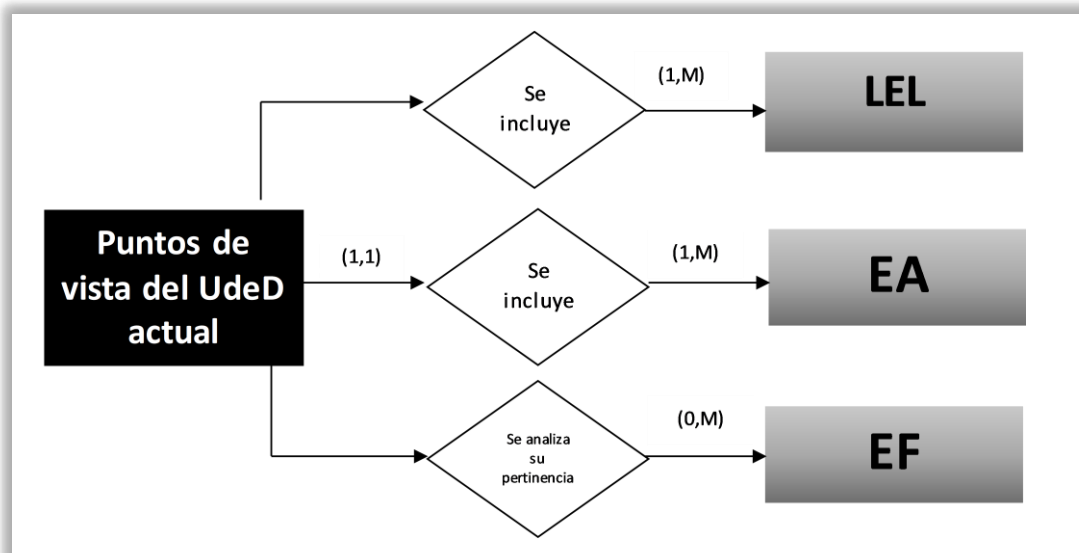 Se
incluye
(1,M)
LEL
Puntos de
vista del UdeD
actual
(1,1)
Se
incluye
(1,M)
EA
Se analiza
su
pertinencia
(0,M)
EF